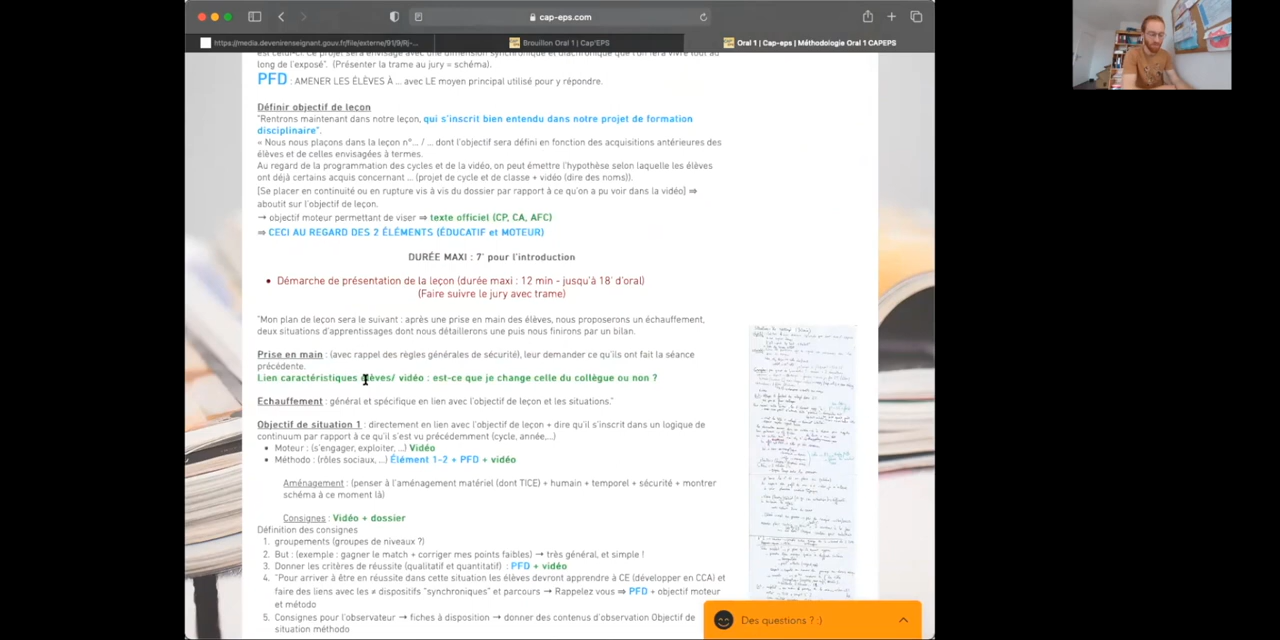 cap-eps.com
https://media.devenirenseignant.gouv.fr/file/externe/91/9/Rj-...
Brouillon Oral 1 | Cap'EPS
Oral 1 | Cap-eps | Méthodologie Oral 1 CAPEPS
long de l'exposé". (Présenter la trame au jury = schéma).
PFD : AMENER LES ÉLÈVES À ... avec LE moyen principal utilisé pour y répondre.
Définir objectif de leçon
"Rentrons maintenant dans notre leçon, qui s'inscrit bien entendu dans notre projet de formation
disciplinaire".
« Nous nous plaçons dans la leçon n°... / ... dont l'objectif sera défini en fonction des acquisitions antérieures des
élèves et de celles envisagées à termes.
Au regard de la programmation des cycles et de la vidéo, on peut émettre l'hypothèse selon laquelle les élèves
ont déjà certains acquis concernant ... (projet de cycle et de classe + vidéo (dire des noms)).
[Se placer en continuité ou en rupture vis à vis du dossier par rapport à ce qu'on a pu voir dans la vidéo] ⇒
aboutit sur l'objectif de leçon.
→ objectif moteur permettant de viser ⇒ texte officiel (CP, CA, AFC)
⇒ CECI AU REGARD DES 2 ÉLÉMENTS (ÉDUCATIF et MOTEUR)
DURÉE MAXI : 7' pour l'introduction
• Démarche de présentation de la leçon (durée maxi : 12 min - jusqu'à 18' d'oral)
(Faire suivre le jury avec trame)
"Mon plan de leçon sera le suivant : après une prise en main des élèves, nous proposerons un échauffement,
deux situations d'apprentissages dont nous détaillerons une puis nous finirons par un bilan.
Prise en main : (avec rappel des règles générales de sécurité), leur demander ce qu'ils ont fait la séance
précédente.
Lien caractéristiques élèves/ vidéo : est-ce que je change celle du collègue ou non ?
Echauffement : général et spécifique en lien avec l'objectif de leçon et les situations."
Objectif de situation 1 : directement en lien avec l'objectif de leçon + dire qu'il s'inscrit dans un logique de
continuum par rapport à ce qu'il s'est vu précédemment (cycle, année,...)
• Moteur : (s'engager, exploiter, ...) Vidéo
• Méthodo : (rôles sociaux, ...) Élément 1-2 + PFD + vidéo
Aménagement : (penser à l'aménagement matériel (dont TICE) + humain + temporel + sécurité + montrer
schéma à ce moment là)
Consignes : Vidéo + dossier
Définition des consignes
1. groupements (groupes de niveaux ?)
2. But : (exemple : gagner le match + corriger mes points faibles) → très général, et simple !
3. Donner les critères de réussite (qualitatif et quantitatif) : PFD + vidéo
4. "Pour arriver à être en réussite dans cette situation les élèves devront apprendre à CE (développer en CCA) et
faire des liens avec les ≠ dispositifs "synchroniques" et parcours → Rappelez vous ⇒ PFD + objectif moteur
et méthodo
5. Consignes pour l'observateur → fiches à disposition → donner des contenus d'observation Objectif de
situation méthodo
Des questions ? :)